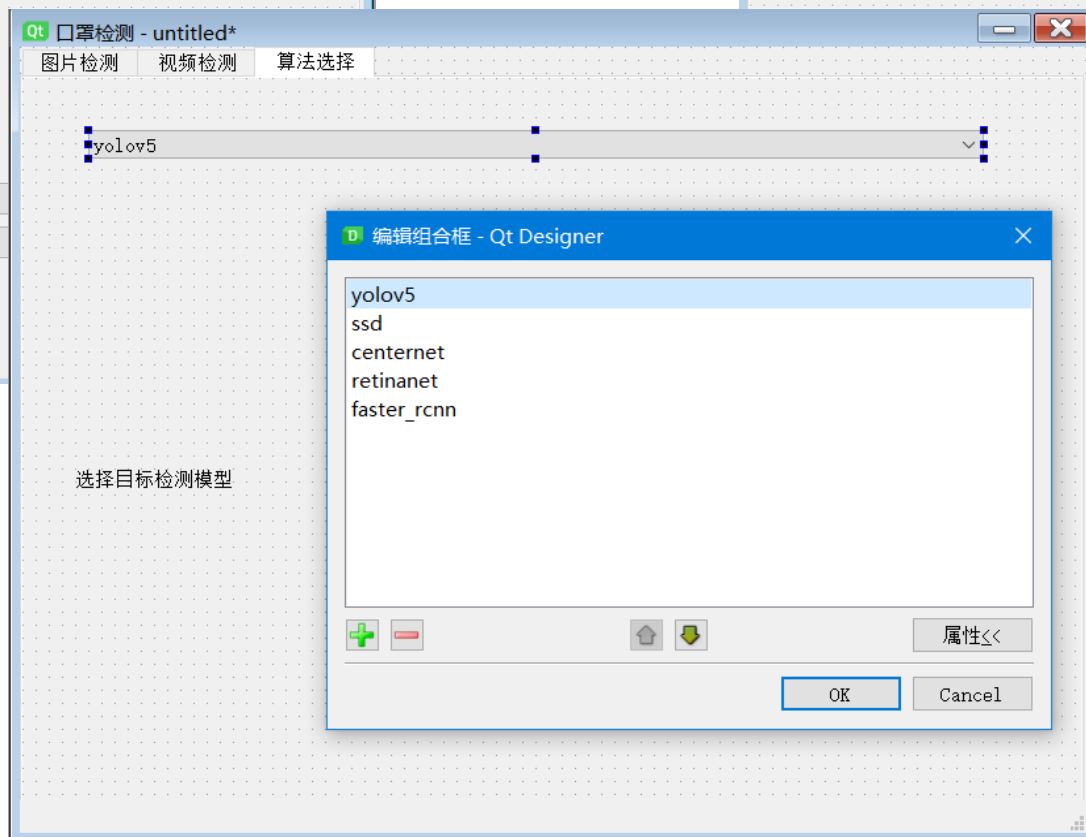 Qt 口罩检测 - untitled*
图片检测 视频检测 算法选择
yolov5
D 编辑组合框 - Qt Designer
yolov5
ssd
centernet
retinanet
faster_rcnn
选择目标检测模型
属性<<
OK Cancel